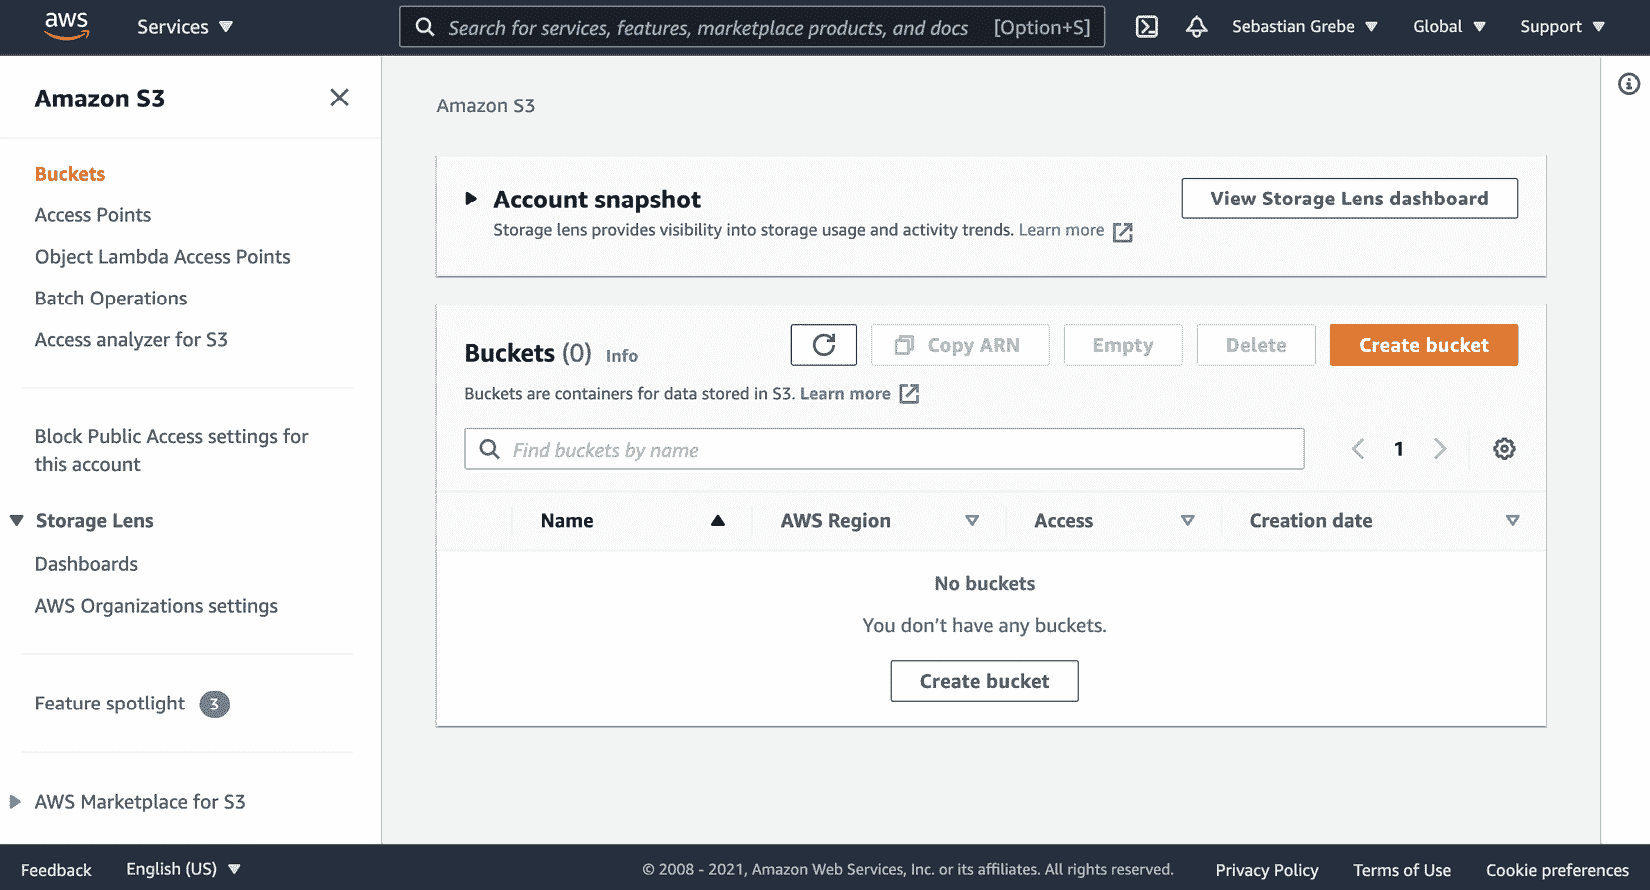 aws
Services
Search for services, features, marketplace products, and docs [Option+S]
Sebastian Grebe
Global
Support
Amazon S3
Buckets
Access Points
Object Lambda Access Points
Batch Operations
Access analyzer for S3
Block Public Access settings for
this account
Storage Lens
Dashboards
AWS Organizations settings
Feature spotlight 3
AWS Marketplace for S3
Amazon S3
Account snapshot
View Storage Lens dashboard
Storage lens provides visibility into storage usage and activity trends. Learn more
Buckets (0) Info
Copy ARN
Empty
Delete
Create bucket
Buckets are containers for data stored in S3. Learn more
Find buckets by name
1
Name
AWS Region
Access
Creation date
No buckets
You don’t have any buckets.
Create bucket
Feedback
English (US)
© 2008 - 2021, Amazon Web Services, Inc. or its affiliates. All rights reserved.
Privacy Policy
Terms of Use
Cookie preferences